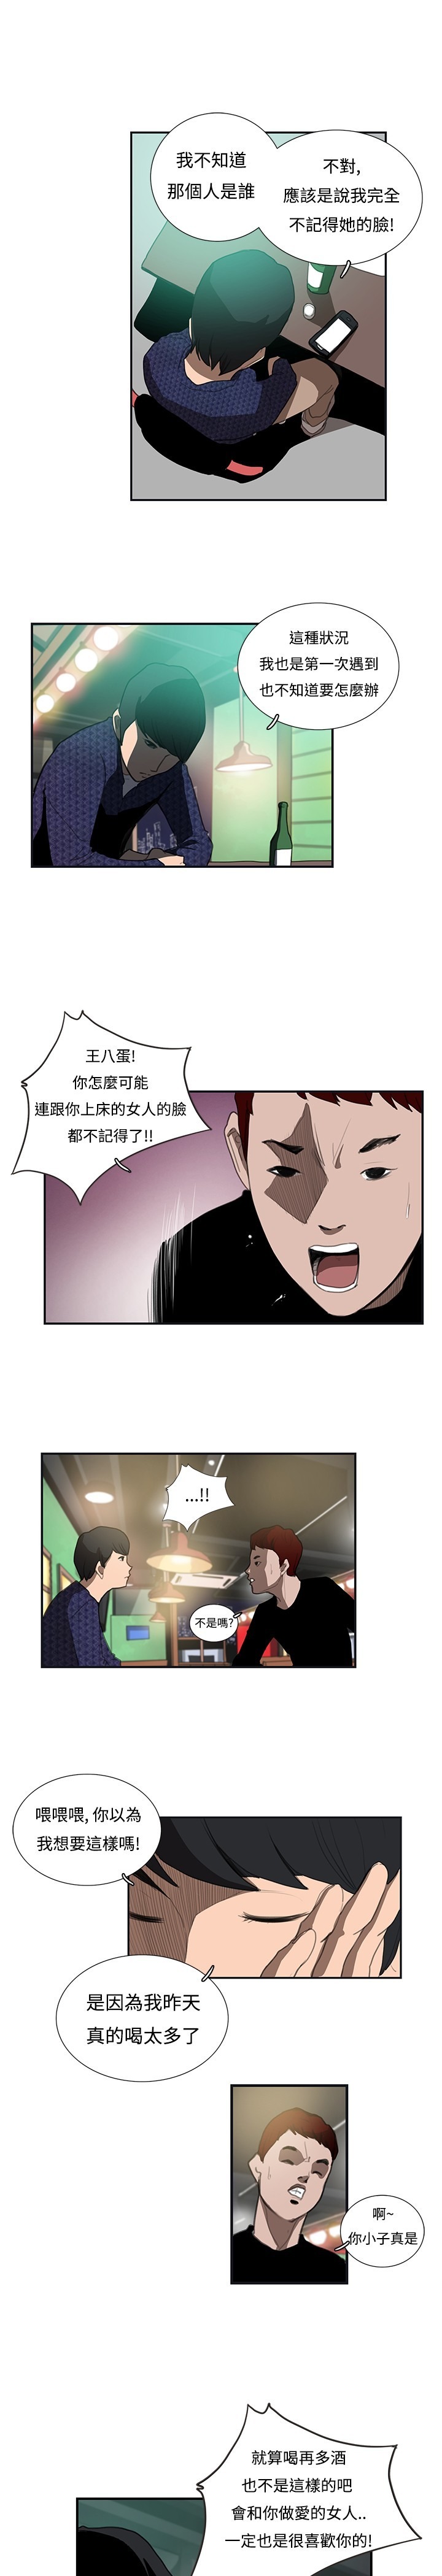 我不知道
那個人是誰
不對,
應該是說我完全
不記得她的臉!
這種狀況
我也是第一次遇到
也不知道要怎麼辦
王八蛋!
你怎麼可能
連跟你上床的女人的臉
都不記得了!!
...!!
不是嗎?
喂喂喂, 你以為
我想要這樣嗎!
是因為我昨天
真的喝太多了
啊~
你小子真是
就算喝再多酒
也不是這樣的吧
會和你做愛的女人..
一定也是很喜歡你的!